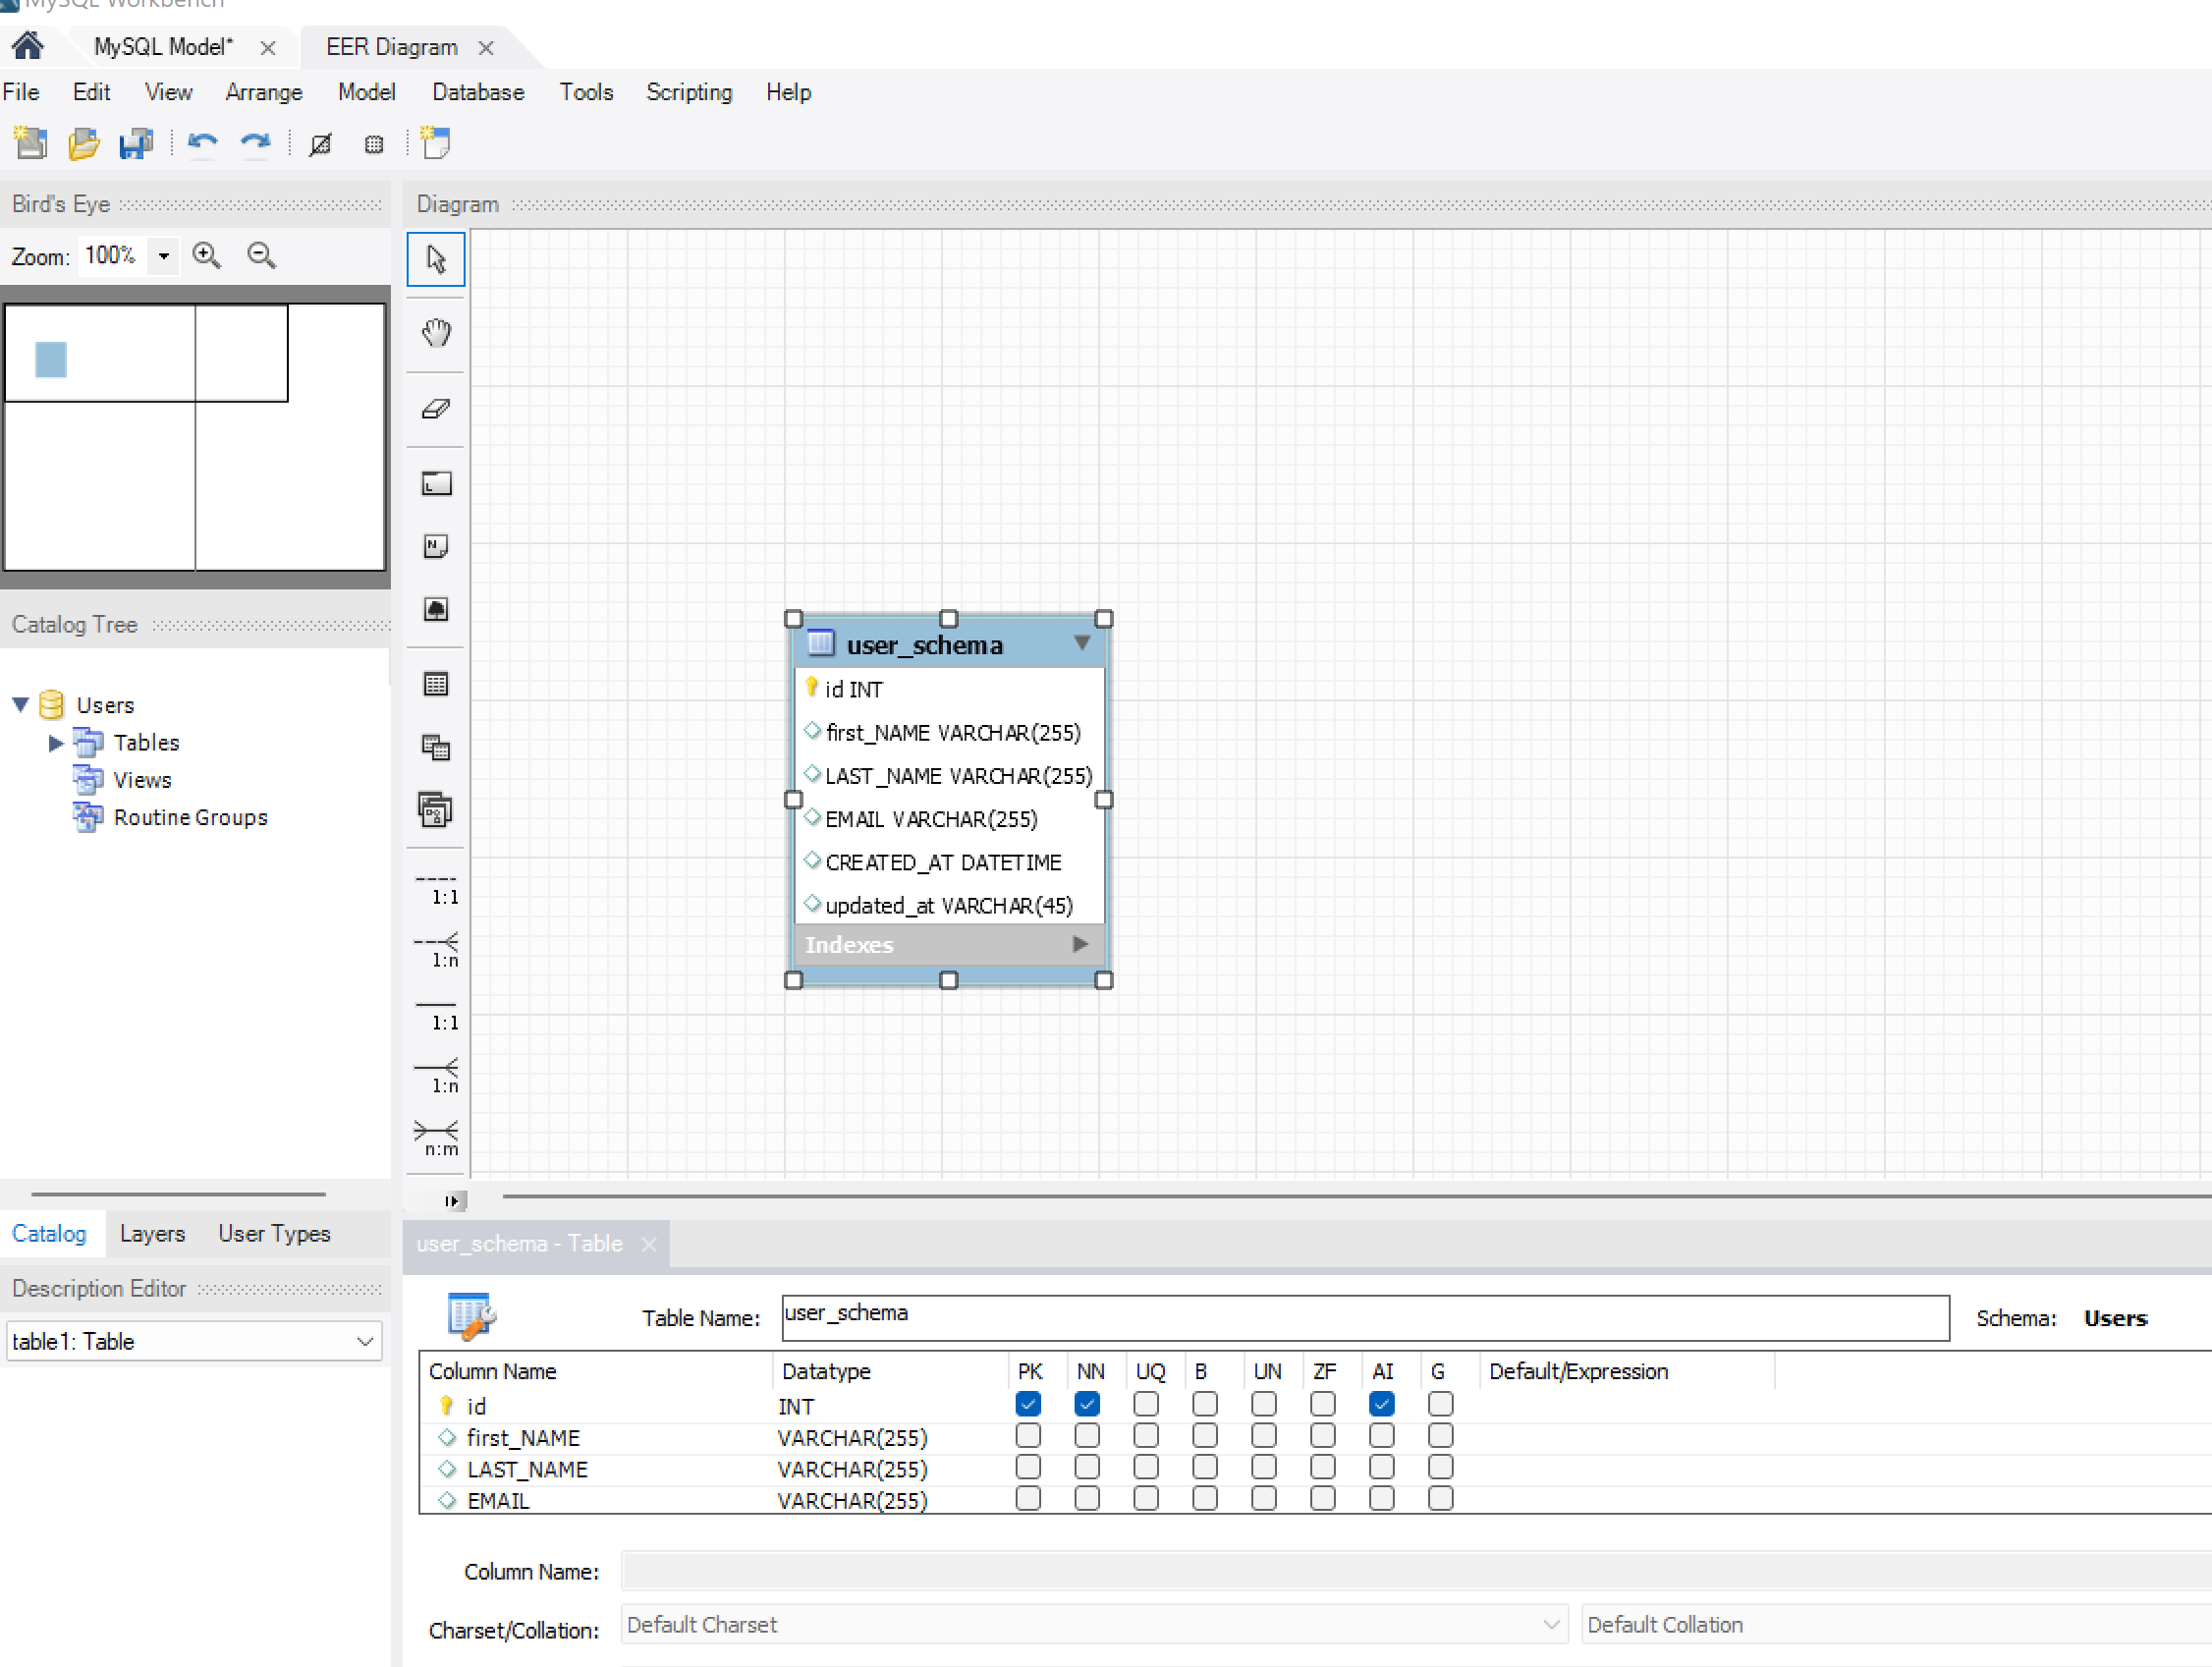 MySQL Workbench
MySQL Model*
EER Diagram
File Edit View Arrange Model Database Tools Scripting Help
Bird's Eye
Zoom: 100%
Catalog Tree
Users
Tables
Views
Routine Groups
Catalog Layers User Types
Description Editor
table1: Table
Diagram
L
N
1:1
1:n
1:1
1:n
n:m
user_schema
id INT
first_NAME VARCHAR(255)
LAST_NAME VARCHAR(255)
EMAIL VARCHAR(255)
CREATED_AT DATETIME
updated_at VARCHAR(45)
Indexes
user_schema - Table
Table Name: user_schema Schema: Users
Column Name Datatype PK NN UQ B UN ZF AI G Default/Expression
id INT
first_NAME VARCHAR(255)
LAST_NAME VARCHAR(255)
EMAIL VARCHAR(255)
Column Name:
Charset/Collation: Default Charset Default Collation